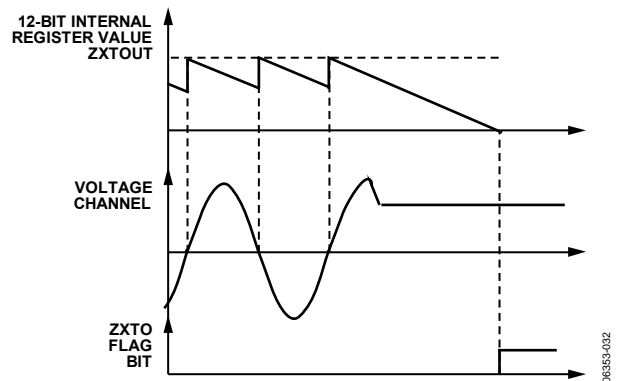 12-BIT INTERNAL
REGISTER VALUE
ZXTOUT
VOLTAGE
CHANNEL
ZXTO
FLAG
BIT
06353-032